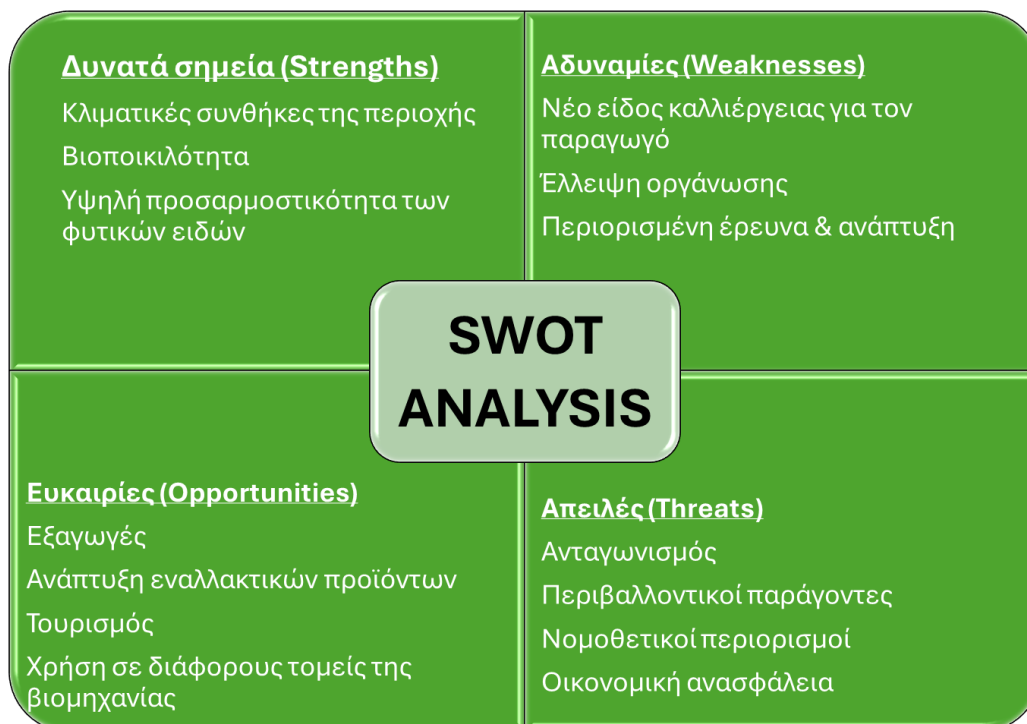 Δυνατά σημεία (Strengths)
Κλιματικές συνθήκες της περιοχής
Βιοποικιλότητα
Υψηλή προσαρμοστικότητα των
φυτικών ειδών
Αδυναμίες (Weaknesses)
Νέο είδος καλλιέργειας για τον
παραγωγό
Έλλειψη οργάνωσης
Περιορισμένη έρευνα & ανάπτυξη
SWOT
ANALYSIS
Ευκαιρίες (Opportunities)
Εξαγωγές
Ανάπτυξη εναλλακτικών προϊόντων
Τουρισμός
Χρήση σε διάφορους τομείς της
βιομηχανίας
Απειλές (Threats)
Ανταγωνισμός
Περιβαλλοντικοί παράγοντες
Νομοθετικοί περιορισμοί
Οικονομική ανασφάλεια